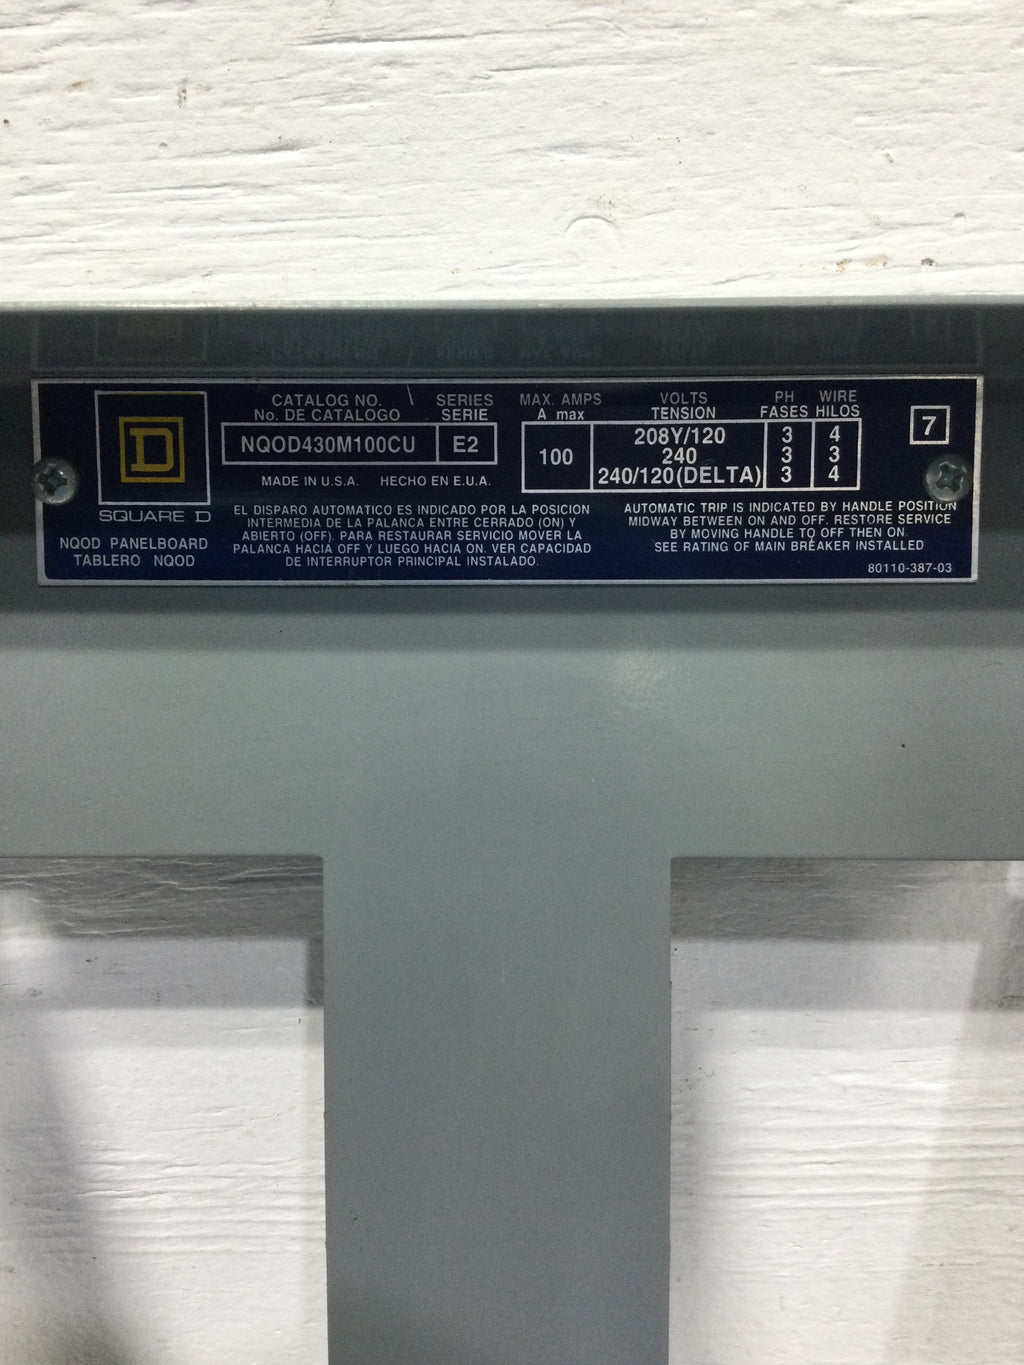 CATALOG NO.
No. DE CATALOGO
NQOD430M100CU
SERIES
SERIE
E2
MADE IN U.S.A. HECHO EN E.U.A.
MAX. AMPS
A max
100
VOLTS
TENSION
208Y/120
240
240/120(DELTA)
PH
FASES
3
3
3
WIRE
HILOS
4
3
4
7
D
SQUARE D
NQOD PANELBOARD
TABLERO NQOD
EL DISPARO AUTOMATICO ES INDICADO POR LA POSICION
INTERMEDIA DE LA PALANCA ENTRE CERRADO (ON) Y
ABIERTO (OFF). PARA RESTAURAR SERVICIO MOVER LA
PALANCA HACIA OFF Y LUEGO HACIA ON. VER CAPACIDAD
DE INTERRUPTOR PRINCIPAL INSTALADO.
AUTOMATIC TRIP IS INDICATED BY HANDLE POSITION
MIDWAY BETWEEN ON AND OFF. RESTORE SERVICE
BY MOVING HANDLE TO OFF THEN ON.
SEE RATING OF MAIN BREAKER INSTALLED
80110-387-03